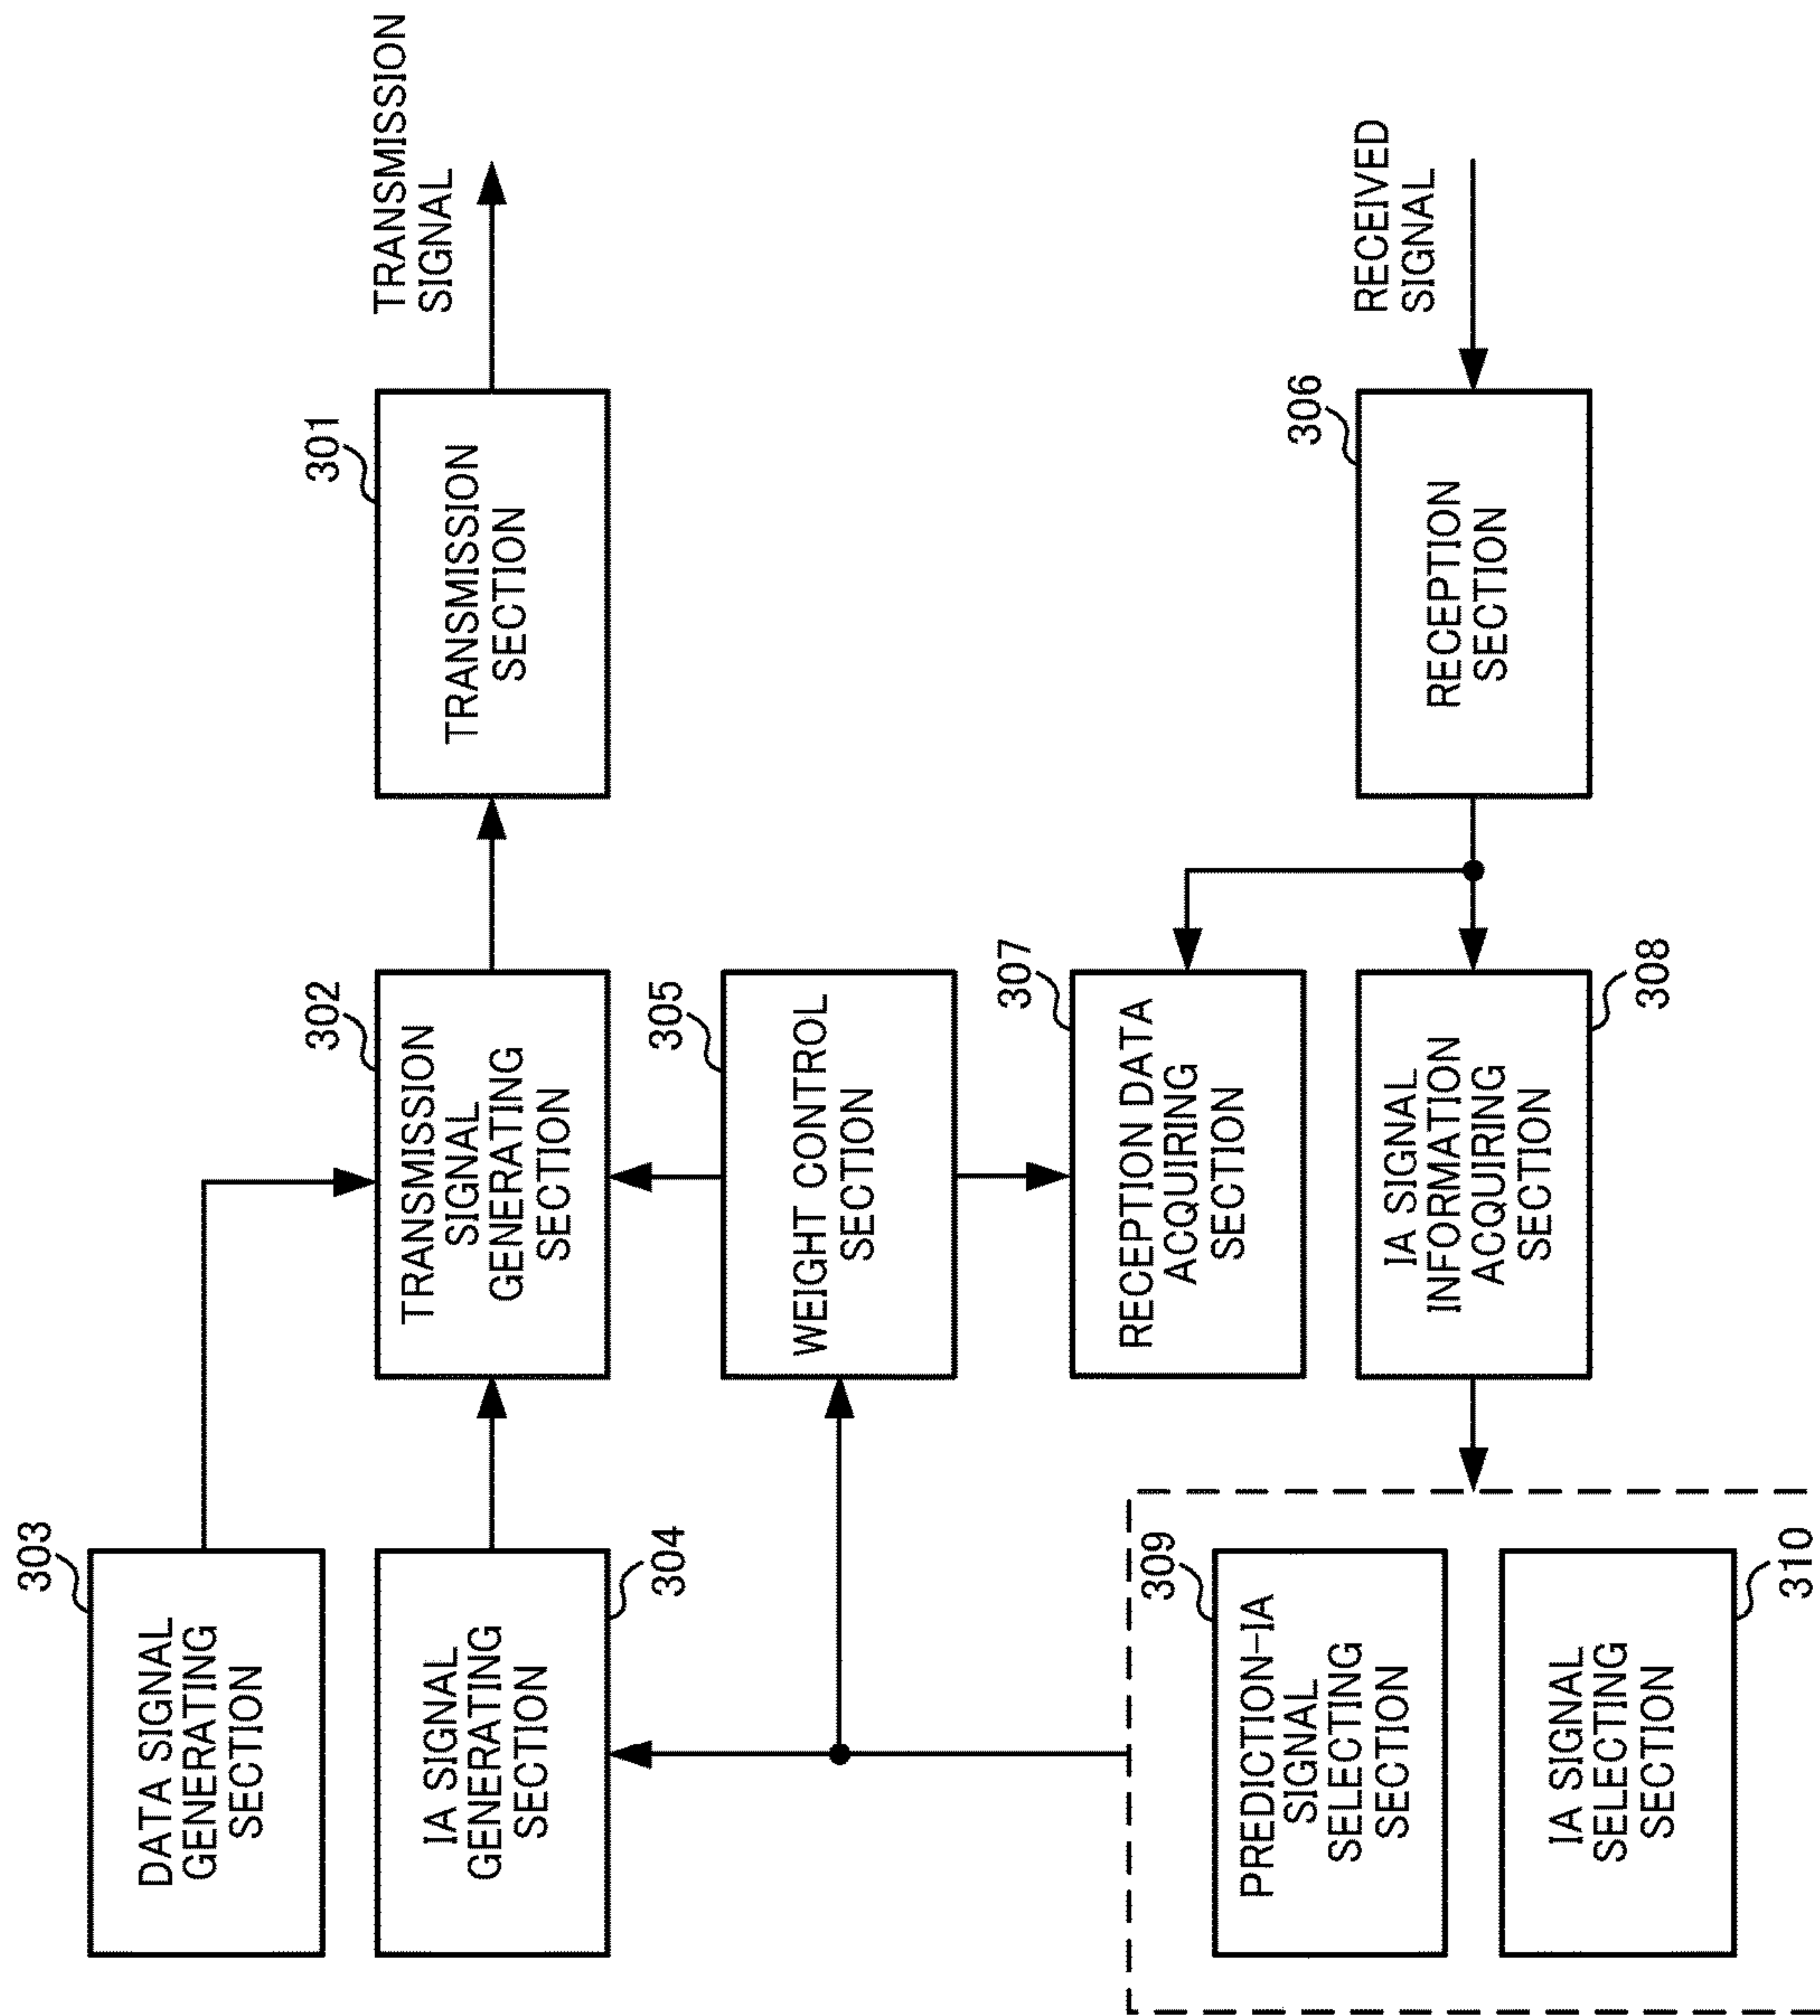 303
DATA SIGNAL
GENERATING
SECTION
304
IA SIGNAL
GENERATING
SECTION
302
TRANSMISSION
SIGNAL
GENERATING
SECTION
301
TRANSMISSION
SECTION
TRANSMISSION
SIGNAL
305
WEIGHT CONTROL
SECTION
307
RECEPTION DATA
ACQUIRING
SECTION
308
IA SIGNAL
INFORMATION
ACQUIRING
SECTION
306
RECEPTION
SECTION
RECEIVED
SIGNAL
309
PREDICTION-IA
SIGNAL
SELECTING
SECTION
310
IA SIGNAL
SELECTING
SECTION